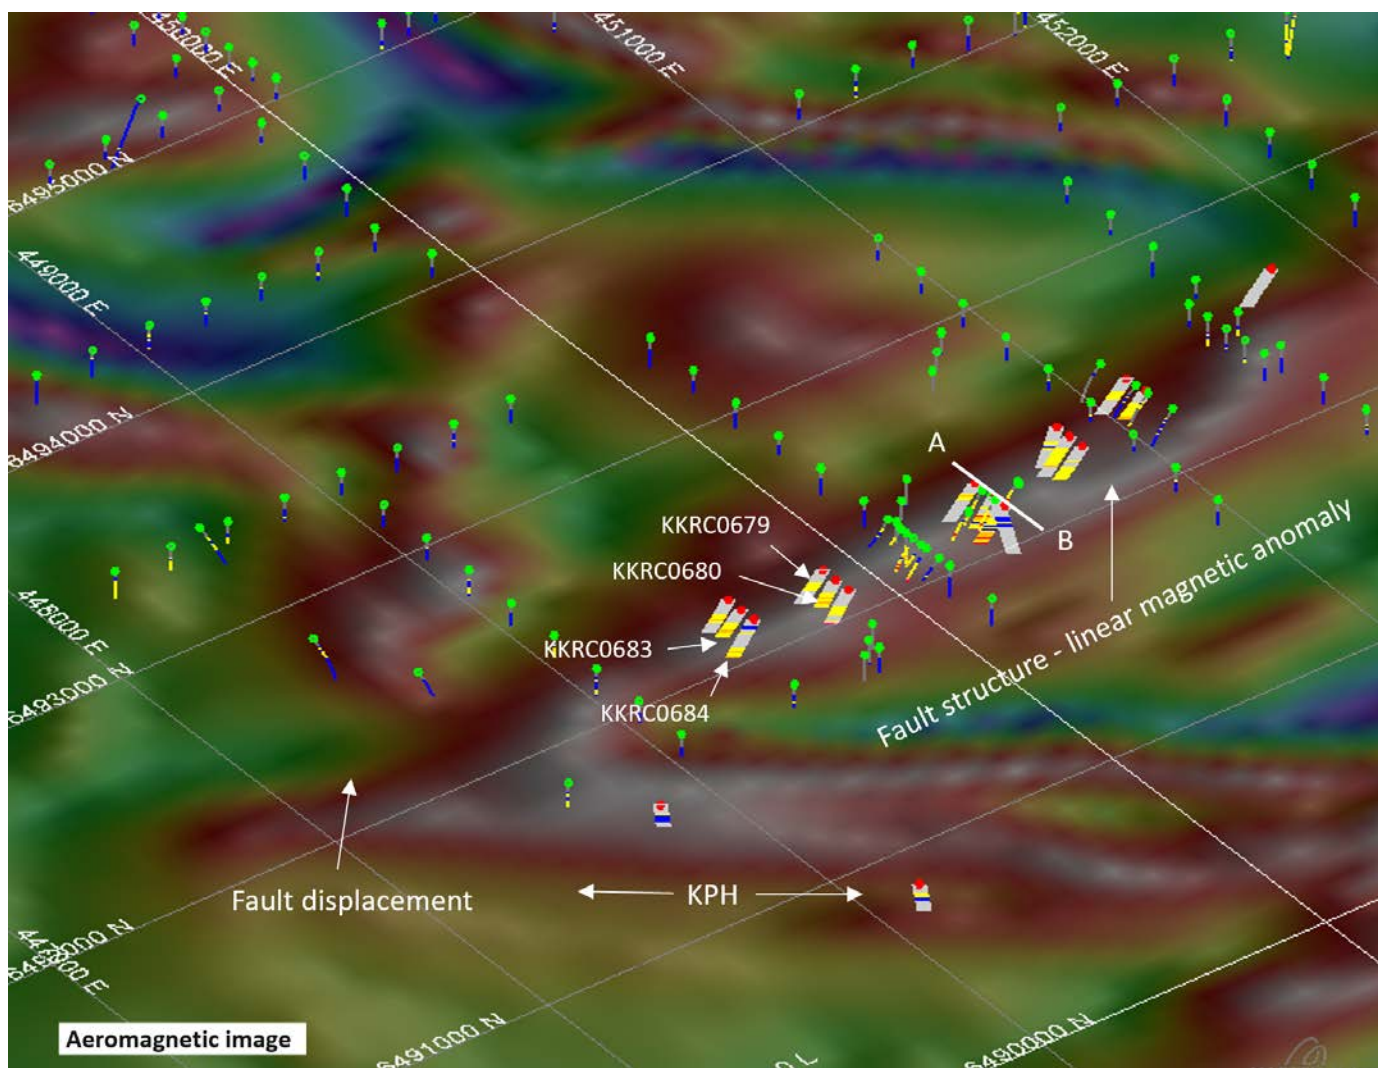 450000 E
451000 E
452000 E
6495000 N
449000 E
6494000 N
A
B
KKRC0679
KKRC0680
KKRC0683
KKRC0684
Fault structure - linear magnetic anomaly
448000 E
6493000 N
Fault displacement
KPH
6492000 N
Aeromagnetic image
6491000 N
6490000 N